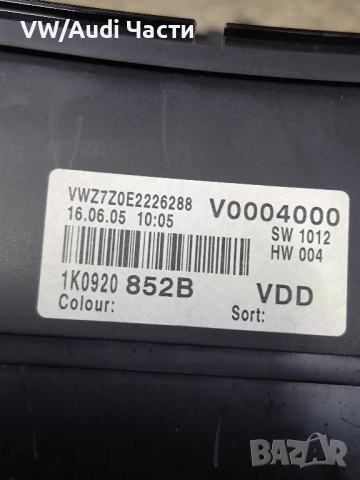 VW/Audi Части
VWZ7Z0E2226288 V0004000
16.06.05 10:05 SW 1012
HW 004
1K0920 852B VDD
Colour: Sort:
BAZAR